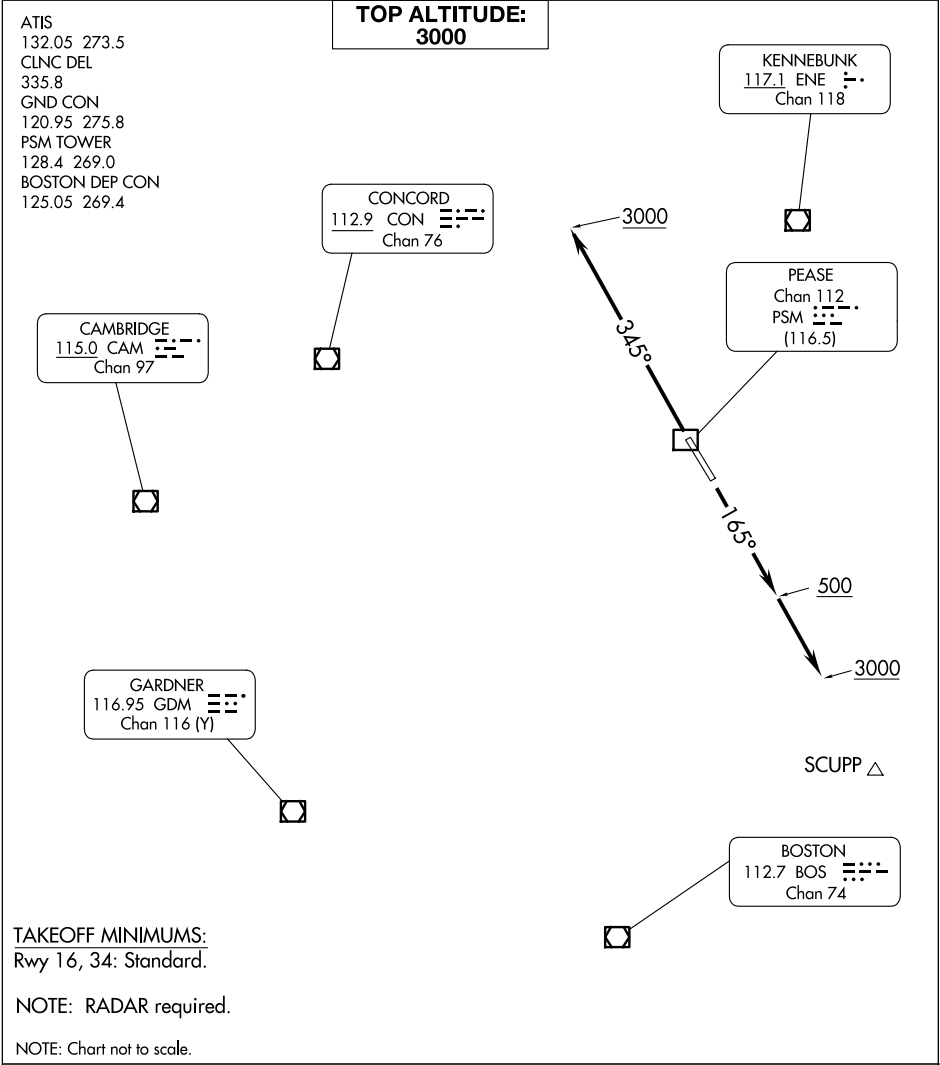 ATIS
132.05 273.5
CLNC DEL
335.8
GND CON
120.95 275.8
PSM TOWER
128.4 269.0
BOSTON DEP CON
125.05 269.4
TOP ALTITUDE:
3000
KENNEBUNK
117.1 ENE
Chan 118
CONCORD
112.9 CON
Chan 76
3000
PEASE
Chan 112
PSM
(116.5)
CAMBRIDGE
115.0 CAM
Chan 97
345°
165°
500
3000
GARDNER
116.95 GDM
Chan 116 (Y)
SCUPP
BOSTON
112.7 BOS
Chan 74
TAKEOFF MINIMUMS:
Rwy 16, 34: Standard.
NOTE: RADAR required.
NOTE: Chart not to scale.